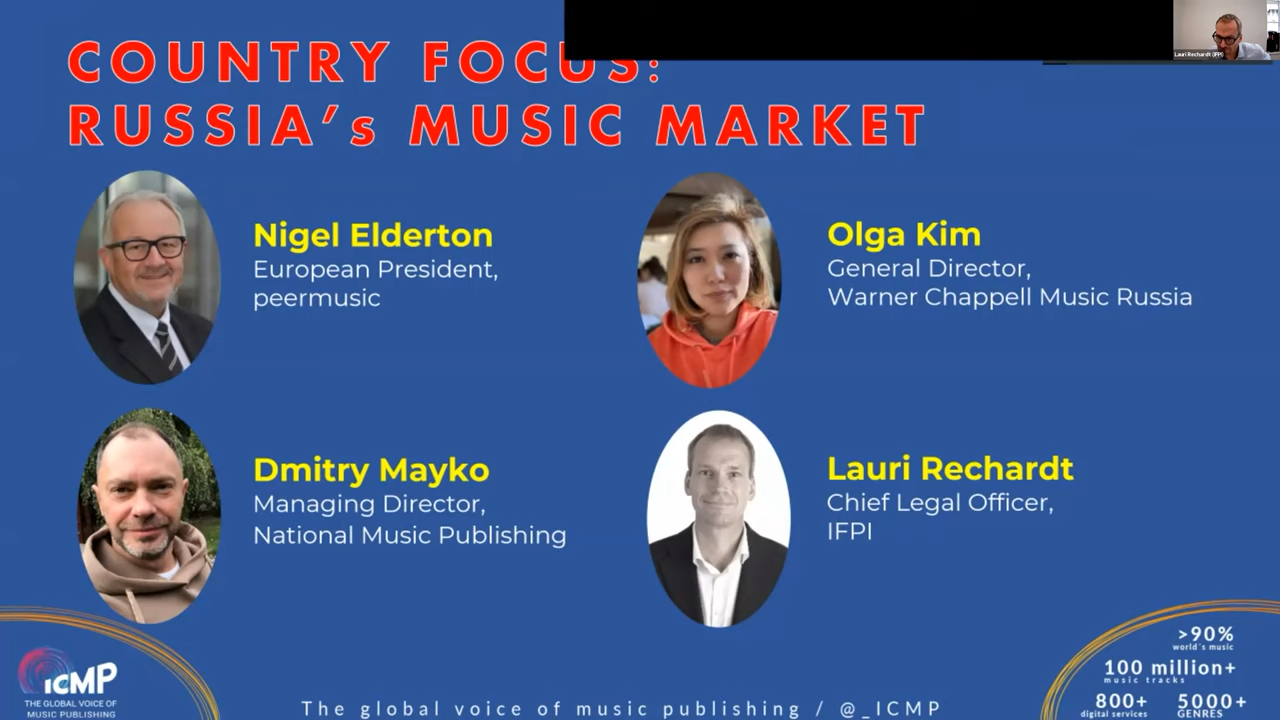 COUNTRY FOCUS:
RUSSIA's MUSIC MARKET
Lauri Rechardt (IFPI)
Nigel Elderton
European President,
peermusic
Olga Kim
General Director,
Warner Chappell Music Russia
Dmitry Mayko
Managing Director,
National Music Publishing
Lauri Rechardt
Chief Legal Officer,
IFPI
icMP
THE GLOBAL VOICE OF
MUSIC PUBLISHING
The global voice of music publishing / @_ICMP
>90%
world's music
100 million+
music tracks
800+
digital services
5000+
GENRES